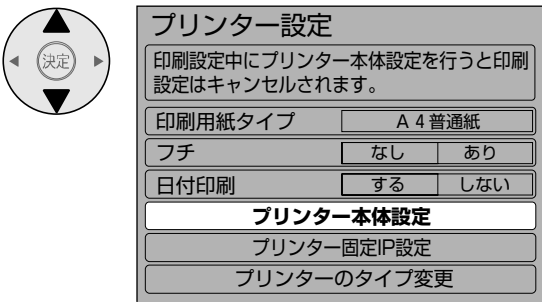 決定
プリンター設定
印刷設定中にプリンター本体設定を行うと印刷
設定はキャンセルされます。
印刷用紙タイプ A４普通紙
フチ なし あり
日付印刷 する しない
プリンター本体設定
プリンター固定IP設定
プリンターのタイプ変更